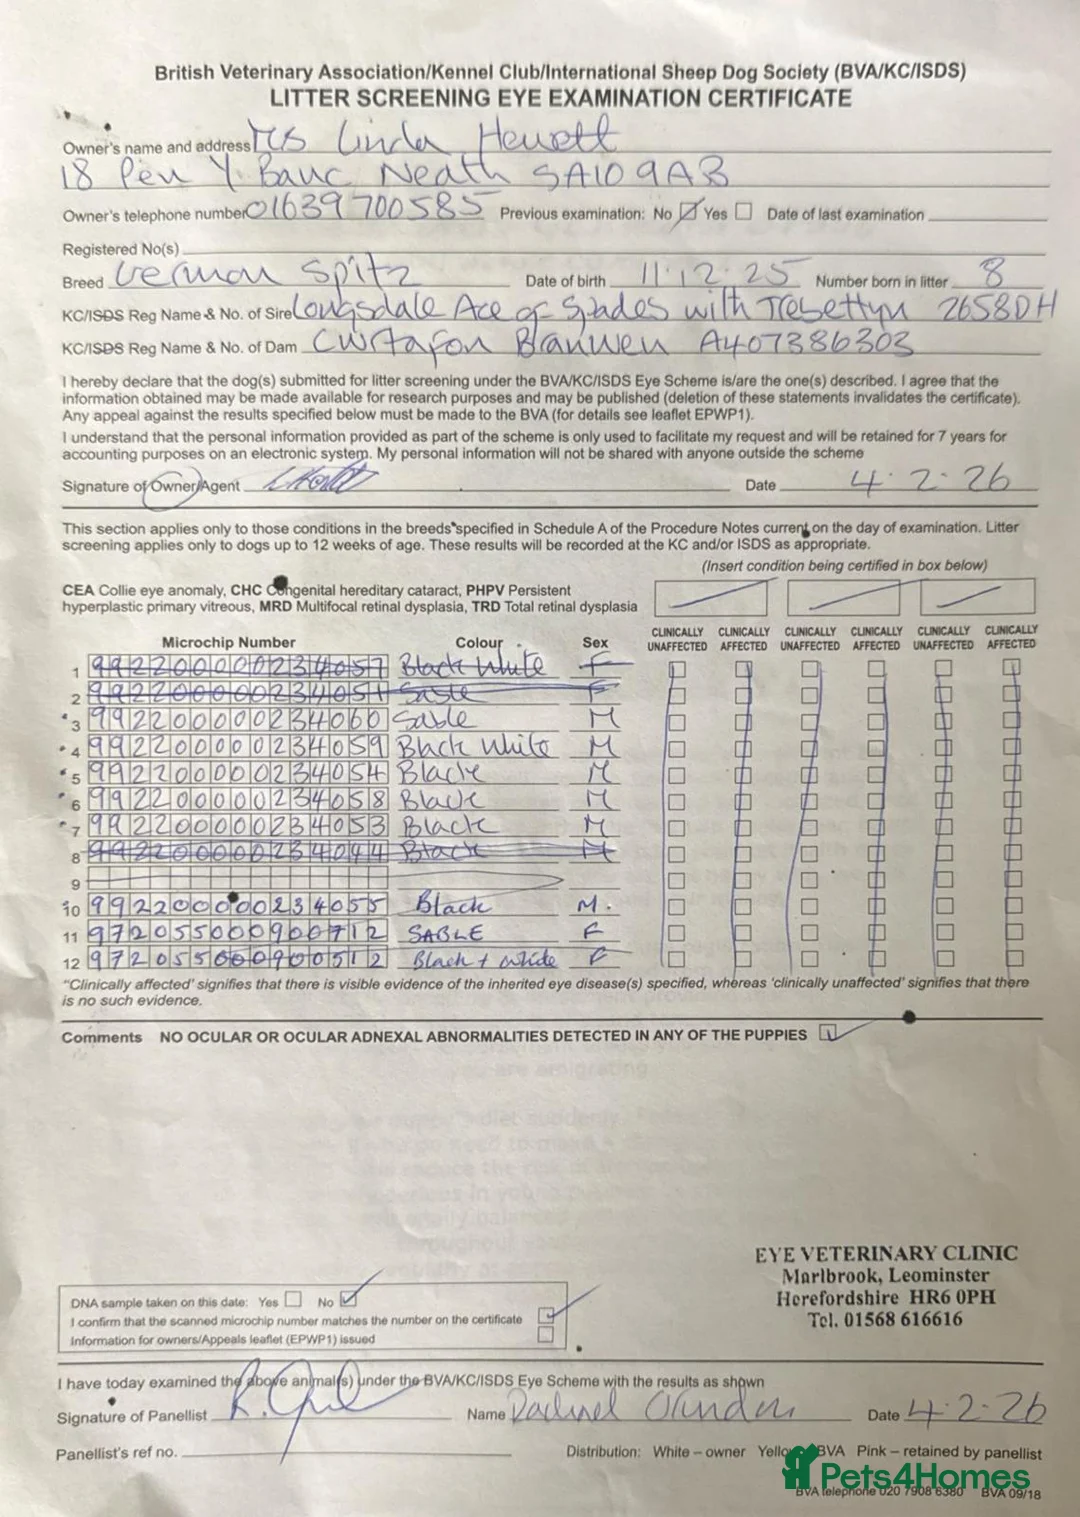 British Veterinary Association/Kennel Club/International Sheep Dog Society (BVA/KC/ISDS)
LITTER SCREENING EYE EXAMINATION CERTIFICATE
Owner's name and address Mrs Linda Hewett
18 Pen Y Banc Neath SA10 9AB
Owner's telephone number 01639 700585 Previous examination: No Yes Date of last examination
Registered No(s)
Breed German Spitz Date of birth 11.12.25 Number born in litter 8
KC/ISDS Reg Name & No. of Sire Longsdale Ace of Spades with Trebettyn 2658DH
KC/ISDS Reg Name & No. of Dam Cwrtafon Branwen A407386303
I hereby declare that the dog(s) submitted for litter screening under the BVA/KC/ISDS Eye Scheme is/are the one(s) described. I agree that the
information obtained may be made available for research purposes and may be published (deletion of these statements invalidates the certificate).
Any appeal against the results specified below must be made to the BVA (for details see leaflet EPWP1).
I understand that the personal information provided as part of the scheme is only used to facilitate my request and will be retained for 7 years for
accounting purposes on an electronic system. My personal information will not be shared with anyone outside the scheme
Signature of Owner/Agent Date 4.2.26
This section applies only to those conditions in the breeds specified in Schedule A of the Procedure Notes current on the day of examination. Litter
screening applies only to dogs up to 12 weeks of age. These results will be recorded at the KC and/or ISDS as appropriate.
(Insert condition being certified in box below)
CEA Collie eye anomaly, CHC Congenital hereditary cataract, PHPV Persistent
hyperplastic primary vitreous, MRD Multifocal retinal dysplasia, TRD Total retinal dysplasia
Microchip Number Colour Sex CLINICALLY UNAFFECTED CLINICALLY AFFECTED CLINICALLY UNAFFECTED CLINICALLY AFFECTED CLINICALLY UNAFFECTED CLINICALLY AFFECTED
1 992200000234057 Black White F
2 992200000234051 Sable F
3 992200000234060 Sable M
4 992200000234059 Black White M
5 992200000234054 Black M
6 992200000234058 Black M
7 992200000234053 Black M
8 992200000234044 Black M
9
10 992200000234055 Black M.
11 972055000900712 SABLE F
12 972055000900512 Black + white F
"Clinically affected' signifies that there is visible evidence of the inherited eye disease(s) specified, whereas 'clinically unaffected' signifies that there
is no such evidence.
Comments NO OCULAR OR OCULAR ADNEXAL ABNORMALITIES DETECTED IN ANY OF THE PUPPIES
EYE VETERINARY CLINIC
Marlbrook, Leominster
Herefordshire HR6 0PH
Tel. 01568 616616
DNA sample taken on this date: Yes No
I confirm that the scanned microchip number matches the number on the certificate
Information for owners/Appeals leaflet (EPWP1) issued
I have today examined the above animal(s) under the BVA/KC/ISDS Eye Scheme with the results as shown
Signature of Panellist Name Date 4.2.26
Panellist's ref no. Distribution: White – owner Yellow BVA Pink – retained by panellist
Pets4Homes
BVA telephone 020 7908 6380 BVA 09/18